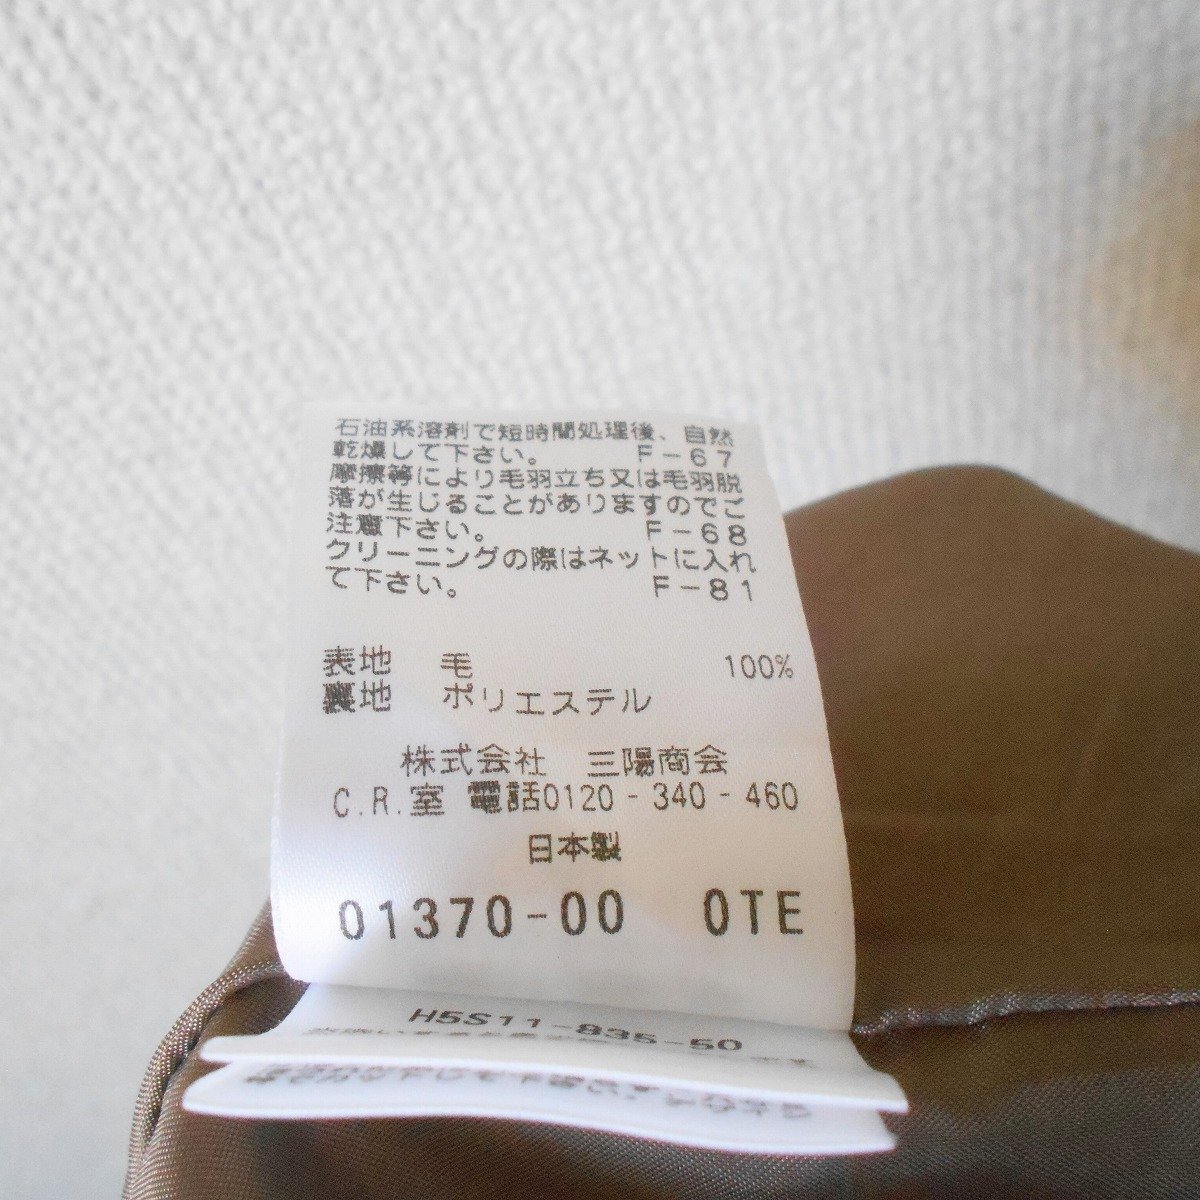 石油系溶剤で短時間処理後、自然
乾燥して下さい。 F-67
摩擦等により毛羽立ち又は毛羽脱
落が生じることがありますのでご
注意下さい。 F-68
クリーニングの際はネットに入れ
て下さい。 F-81
表地 毛 100%
裏地 ポリエステル
株式会社 三陽商会
C.R.室 電話0120-340-460
日本製
01370-00 0TE
H5S11-835-50